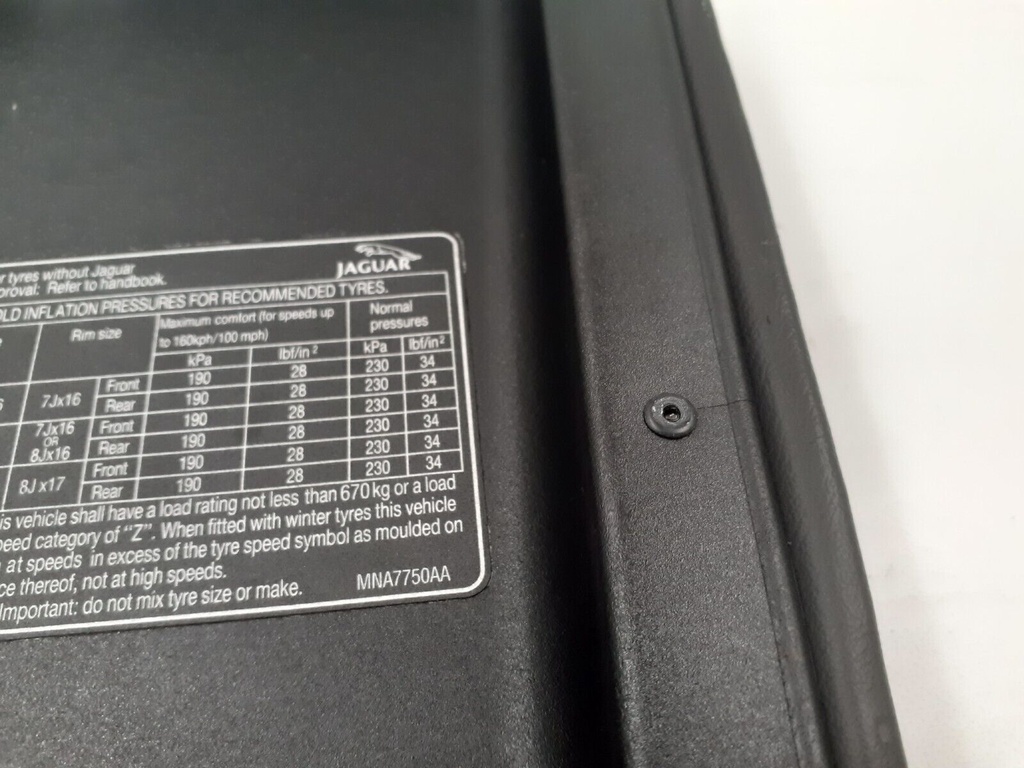 r tyres without Jaguar
roval: Refer to handbook.
JAGUAR
OLD INFLATION PRESSURES FOR RECOMMENDED TYRES.
Rim size Maximum comfort (for speeds up to 160kph/100 mph) Normal pressures
kPa lbf/in² kPa lbf/in²
7Jx16 Front 190 28 230 34
Rear 190 28 230 34
7Jx16 OR 8Jx16 Front 190 28 230 34
Rear 190 28 230 34
8Jx17 Front 190 28 230 34
Rear 190 28 230 34
is vehicle shall have a load rating not less than 670kg or a load
peed category of "Z". When fitted with winter tyres this vehicle
at speeds in excess of the tyre speed symbol as moulded on
ce thereof, not at high speeds.
Important: do not mix tyre size or make.
MNA7750AA